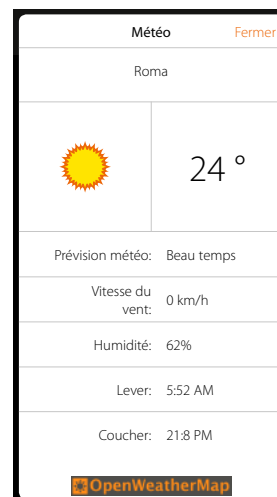 Météo Fermer
Roma
24 °
Prévision météo: Beau temps
Vitesse du
vent: 0 km/h
Humidité: 62%
Lever: 5:52 AM
Coucher: 21:8 PM
OpenWeatherMap